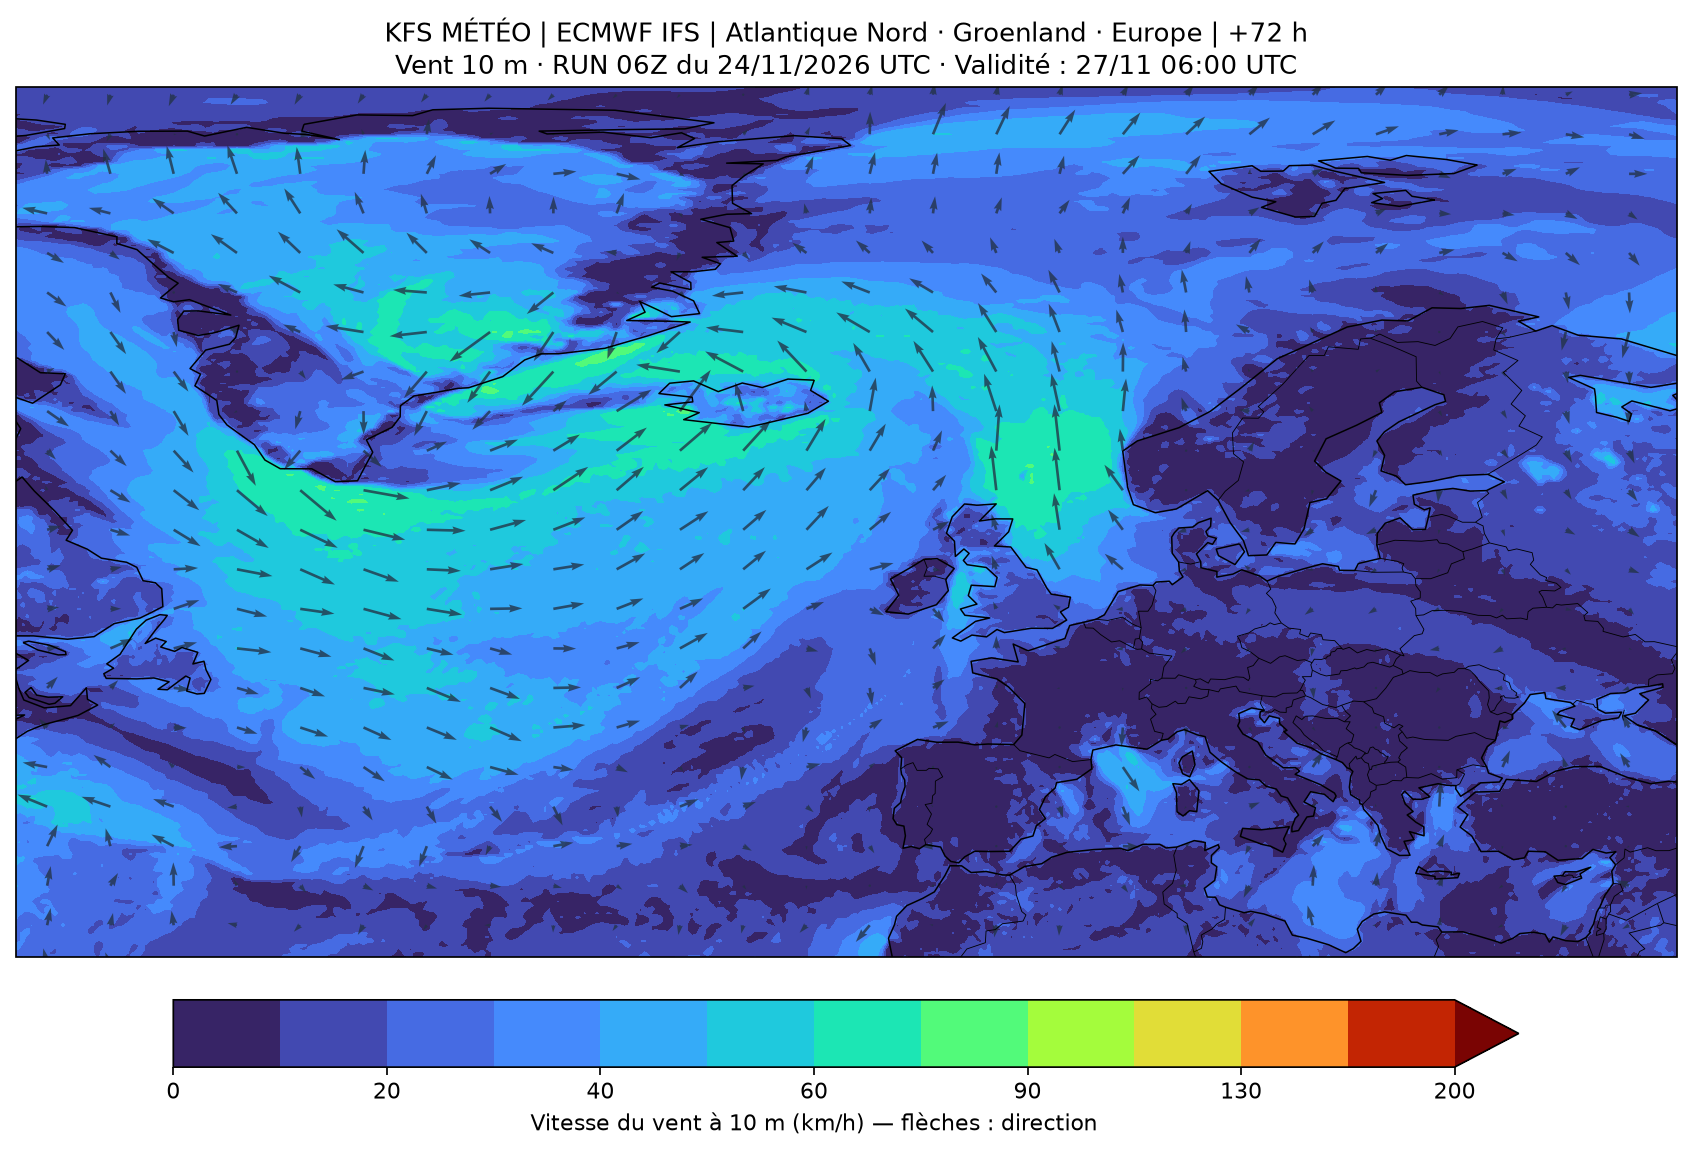 KFS MÉTÉO | ECMWF IFS | Atlantique Nord · Groenland · Europe | +72 h
Vent 10 m · RUN 06Z du 24/11/2026 UTC · Validité : 27/11 06:00 UTC
0 20 40 60 90 130 200
Vitesse du vent à 10 m (km/h) — flèches : direction